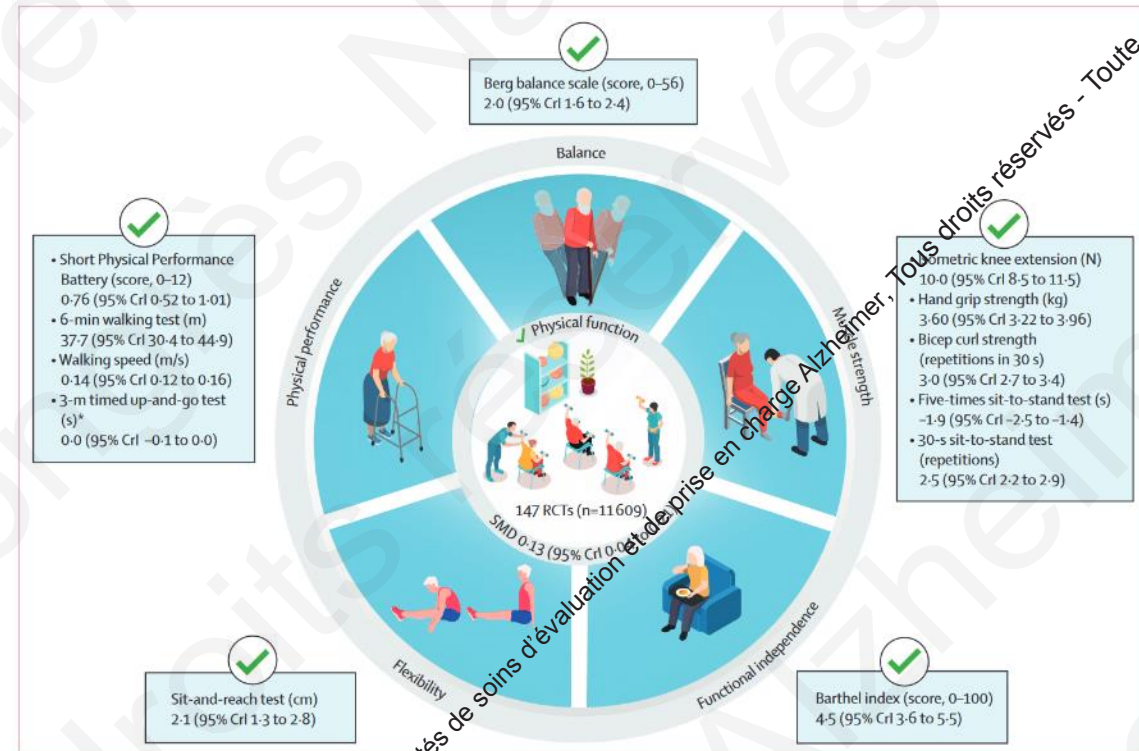 Berg balance scale (score, 0–56)
2·0 (95% CrI 1·6 to 2·4)
Balance
• Short Physical Performance
Battery (score, 0–12)
0·76 (95% CrI 0·52 to 1·01)
• 6-min walking test (m)
37·7 (95% CrI 30·4 to 44·9)
• Walking speed (m/s)
0·14 (95% CrI 0·12 to 0·16)
• 3-m timed up-and-go test
(s)*
0·0 (95% CrI –0·1 to 0·0)
Physical performance
Physical function
147 RCTs (n=11 609)
SMD 0·13 (95% CrI
Muscle strength
Isometric knee extension (N)
10·0 (95% CrI 8·5 to 11·5)
• Hand grip strength (kg)
3·60 (95% CrI 3·22 to 3·96)
• Bicep curl strength
(repetitions in 30 s)
3·0 (95% CrI 2·7 to 3·4)
• Five-times sit-to-stand test (s)
–1·9 (95% CrI –2·5 to –1·4)
• 30-s sit-to-stand test
(repetitions)
2·5 (95% CrI 2·2 to 2·9)
Flexibility
Functional independence
Sit-and-reach test (cm)
2·1 (95% CrI 1·3 to 2·8)
Barthel index (score, 0–100)
4·5 (95% CrI 3·6 to 5·5)
de soins d'évaluation et de prise en charge Alzheimer, Tous droits réservés - Toute